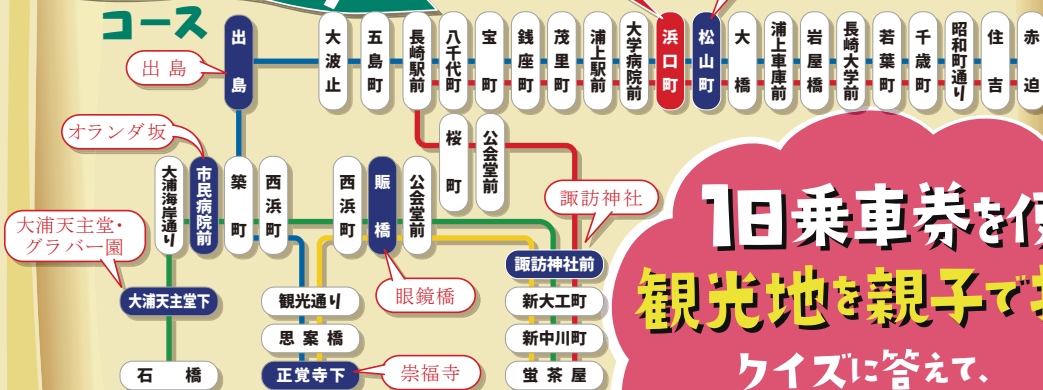 コース
出島
出島
大波止
五島町
長崎駅前
八千代町
宝町
銭座町
茂里町
浦上駅前
大学病院前
浜口町
松山町
大橋
浦上車庫前
岩屋橋
長崎大学前
若葉町
千歳町
昭和町通り
住吉
赤迫
桜町
公会堂前
オランダ坂
大浦海岸通り
市民病院前
築町
西浜町
西浜町
賑橋
公会堂前
諏訪神社
諏訪神社前
大浦天主堂・
グラバー園
大浦天主堂下
観光通り
眼鏡橋
新大工町
思案橋
新中川町
石橋
正覚寺下
崇福寺
蛍茶屋
1日乗車券を使
観光地を親子で
クイズに答えて、